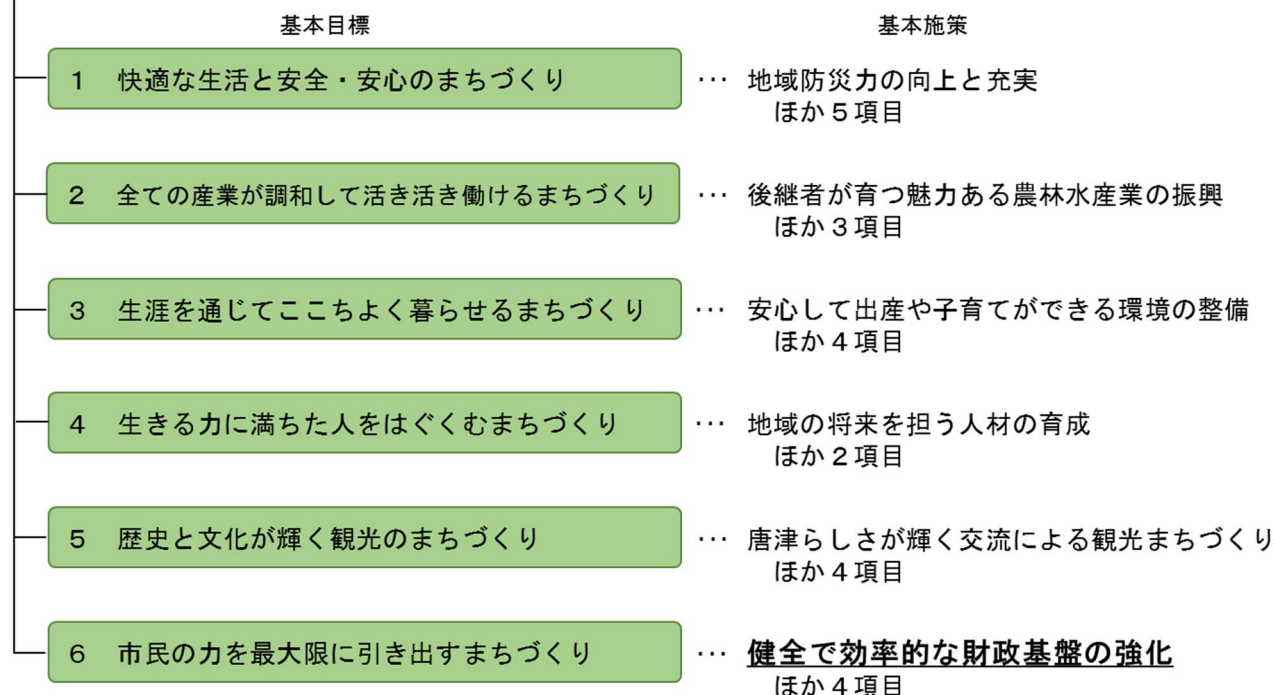 基本目標　基本施策
1　快適な生活と安全・安心のまちづくり　･･･　地域防災力の向上と充実
ほか５項目
2　全ての産業が調和して活き活き働けるまちづくり　･･･　後継者が育つ魅力ある農林水産業の振興
ほか３項目
3　生涯を通じてここちよく暮らせるまちづくり　･･･　安心して出産や子育てができる環境の整備
ほか４項目
4　生きる力に満ちた人をはぐくむまちづくり　･･･　地域の将来を担う人材の育成
ほか２項目
5　歴史と文化が輝く観光のまちづくり　･･･　唐津らしさが輝く交流による観光まちづくり
ほか４項目
6　市民の力を最大限に引き出すまちづくり　･･･　健全で効率的な財政基盤の強化
ほか４項目